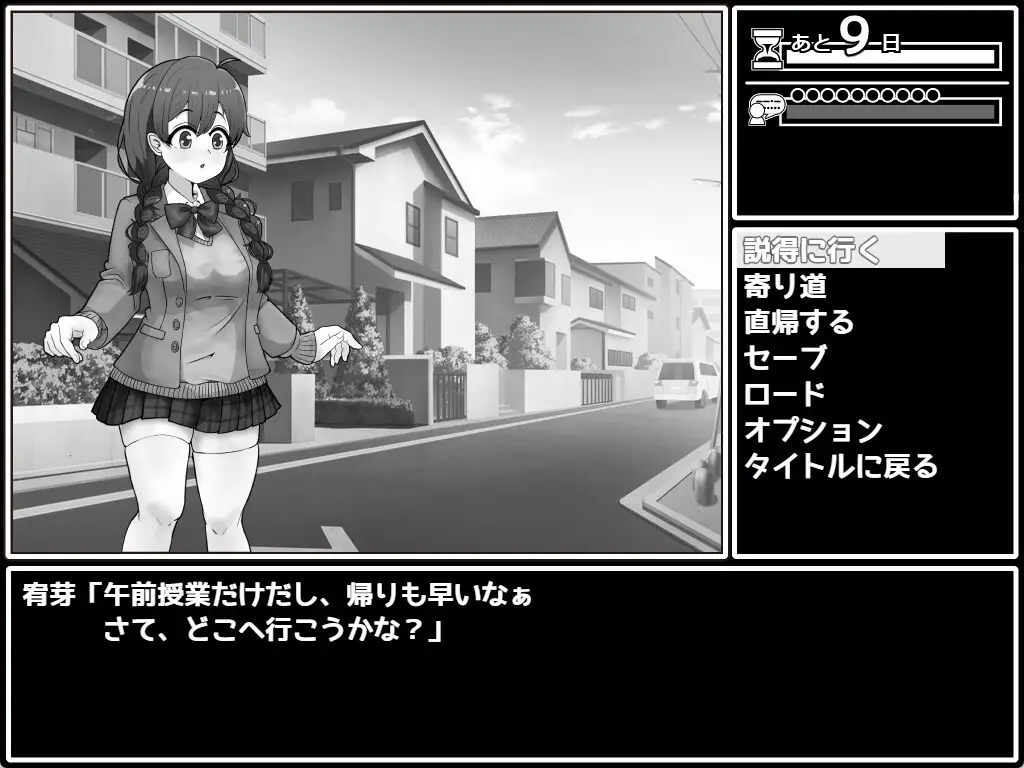 あと9日
○○○○○○○○○○
説得に行く
寄り道
直帰する
セーブ
ロード
オプション
タイトルに戻る
宥芽「午前授業だけだし、帰りも早いなぁ
さて、どこへ行こうかな？」